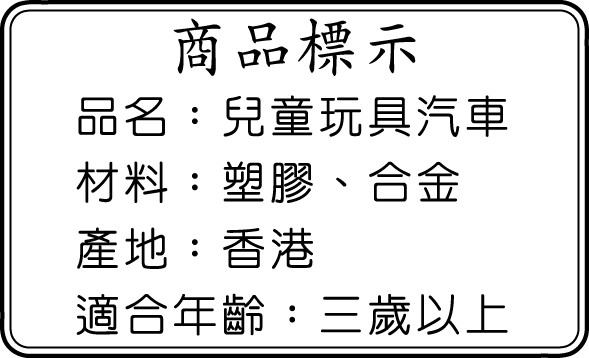 商品標示
品名：兒童玩具汽車
材料：塑膠、合金
產地：香港
適合年齡：三歲以上